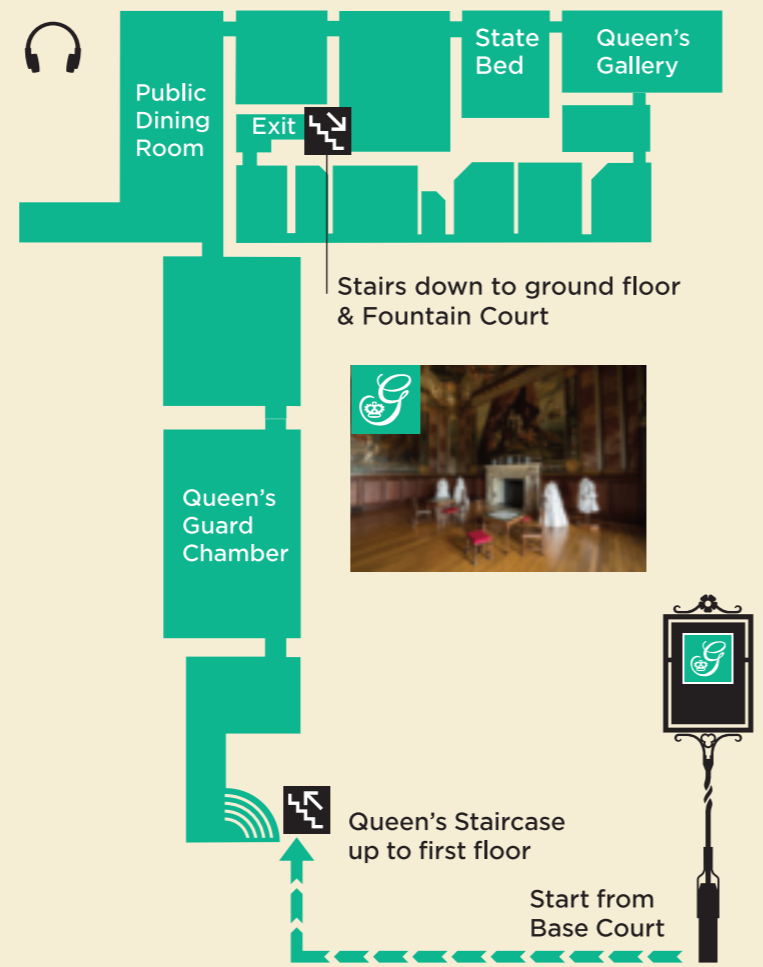 Public
Dining
Room
State
Bed
Queen's
Gallery
Exit
Stairs down to ground floor
& Fountain Court
G
Queen's
Guard
Chamber
G
Queen's Staircase
up to first floor
Start from
Base Court